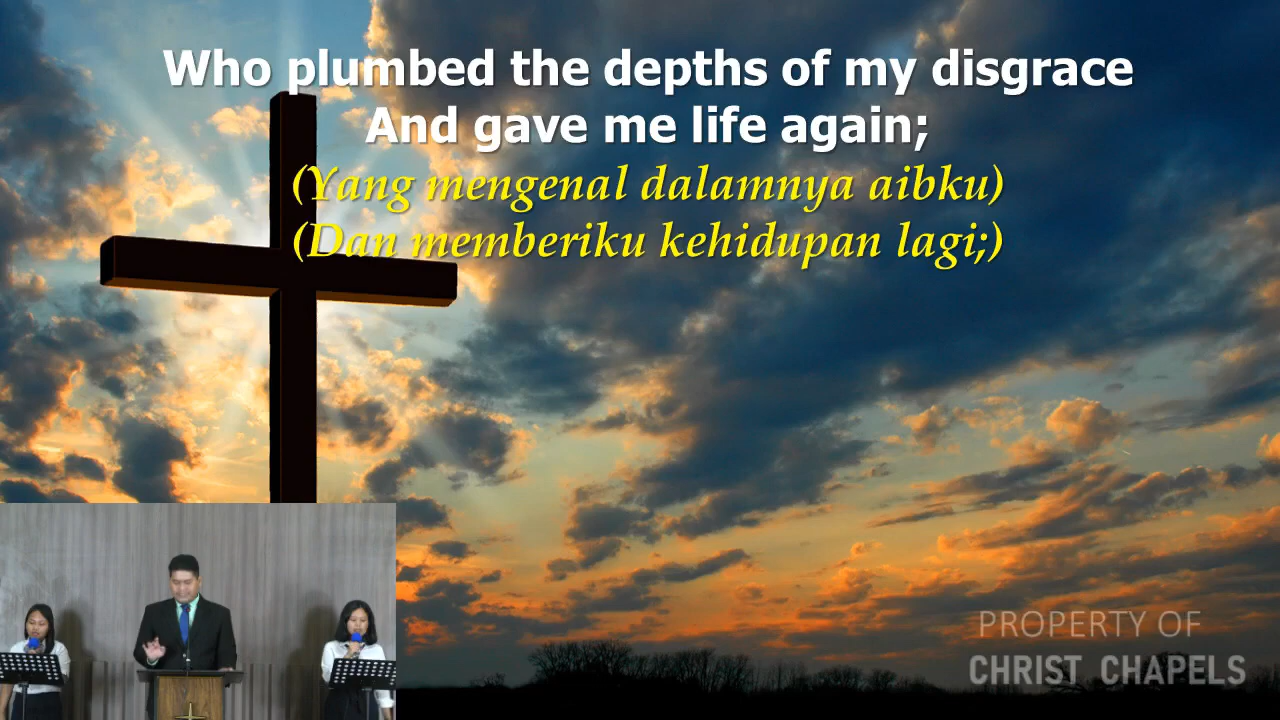 Who plumbed the depths of my disgrace
And gave me life again;
(Yang mengenal dalamnya aibku)
(Dan memberiku kehidupan lagi;)
PROPERTY OF
CHRIST CHAPELS